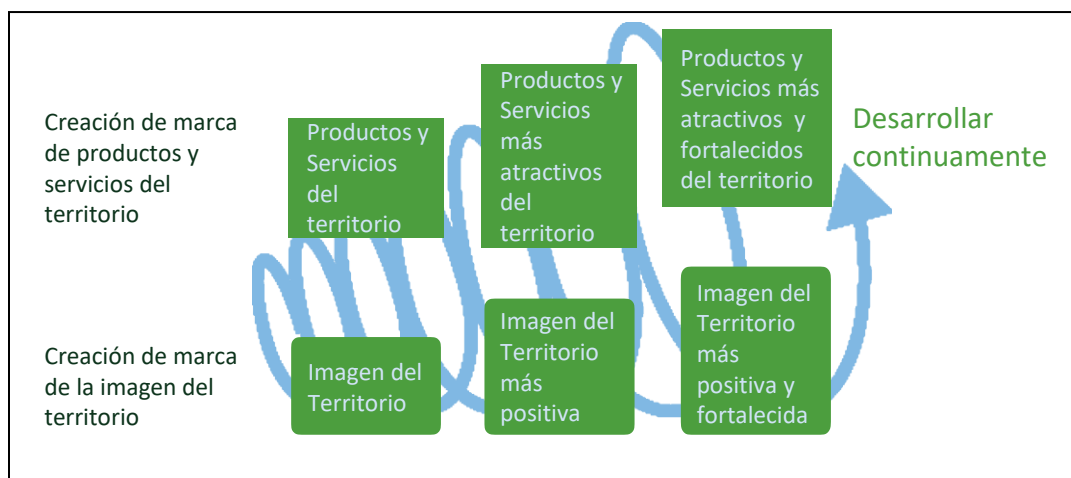 Creación de marca
de productos y
servicios del
territorio
Productos y
Servicios
del
territorio
Productos y
Servicios
más
atractivos
del
territorio
Productos y
Servicios más
atractivos y
fortalecidos
del territorio
Desarrollar
continuamente
Creación de marca
de la imagen del
territorio
Imagen del
Territorio
Imagen del
Territorio
más
positiva
Imagen del
Territorio
más
positiva y
fortalecida